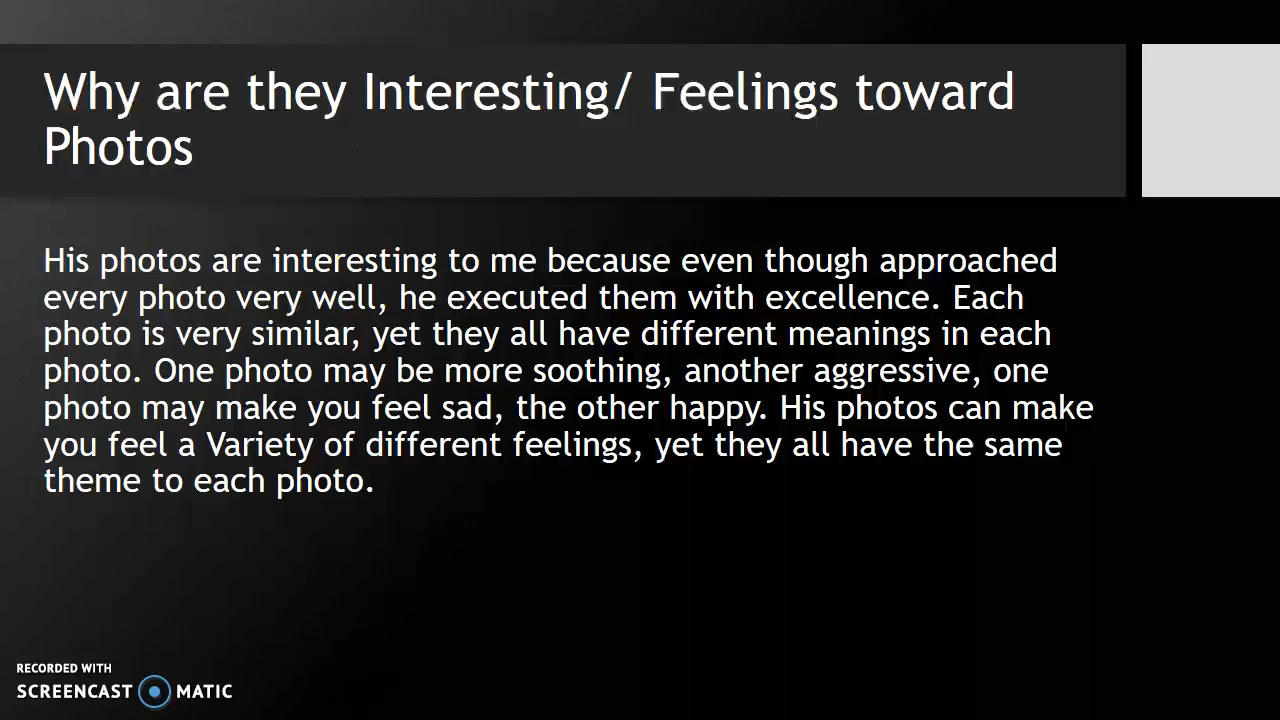 Why are they Interesting/ Feelings toward
Photos
His photos are interesting to me because even though approached
every photo very well, he executed them with excellence. Each
photo is very similar, yet they all have different meanings in each
photo. One photo may be more soothing, another aggressive, one
photo may make you feel sad, the other happy. His photos can make
you feel a Variety of different feelings, yet they all have the same
theme to each photo.
RECORDED WITH
SCREENCAST MATIC